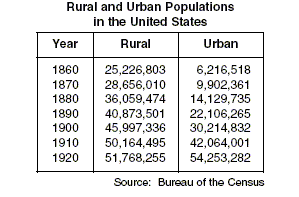 Rural and Urban Populations
in the United States
Year Rural Urban
1860 25,226,803 6,216,518
1870 28,656,010 9,902,361
1880 36,059,474 14,129,735
1890 40,873,501 22,106,265
1900 45,997,336 30,214,832
1910 50,164,495 42,064,001
1920 51,768,255 54,253,282
Source: Bureau of the Census